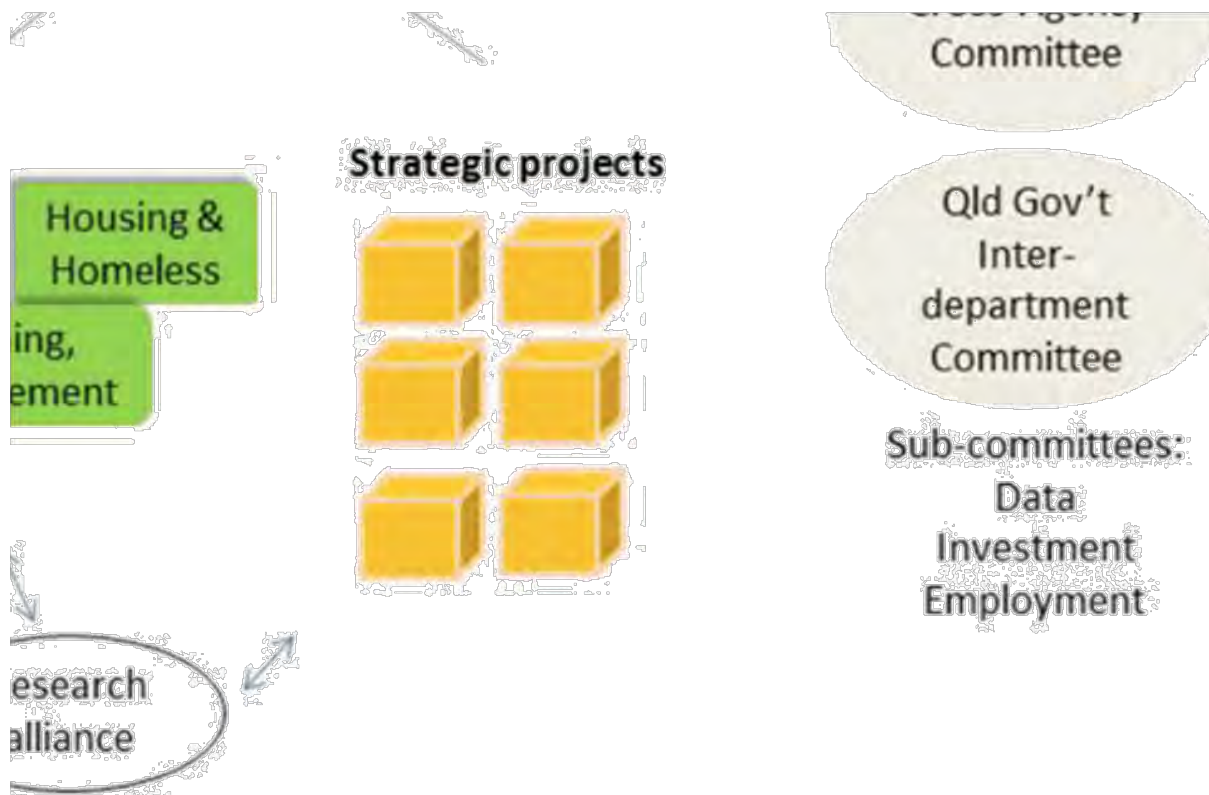 Committee
Strategic projects
Housing &
Homeless
Qld Gov't
Inter-
department
Committee
ing,
ement
Sub-committees:
Data
Investment
Employment
esearch
alliance